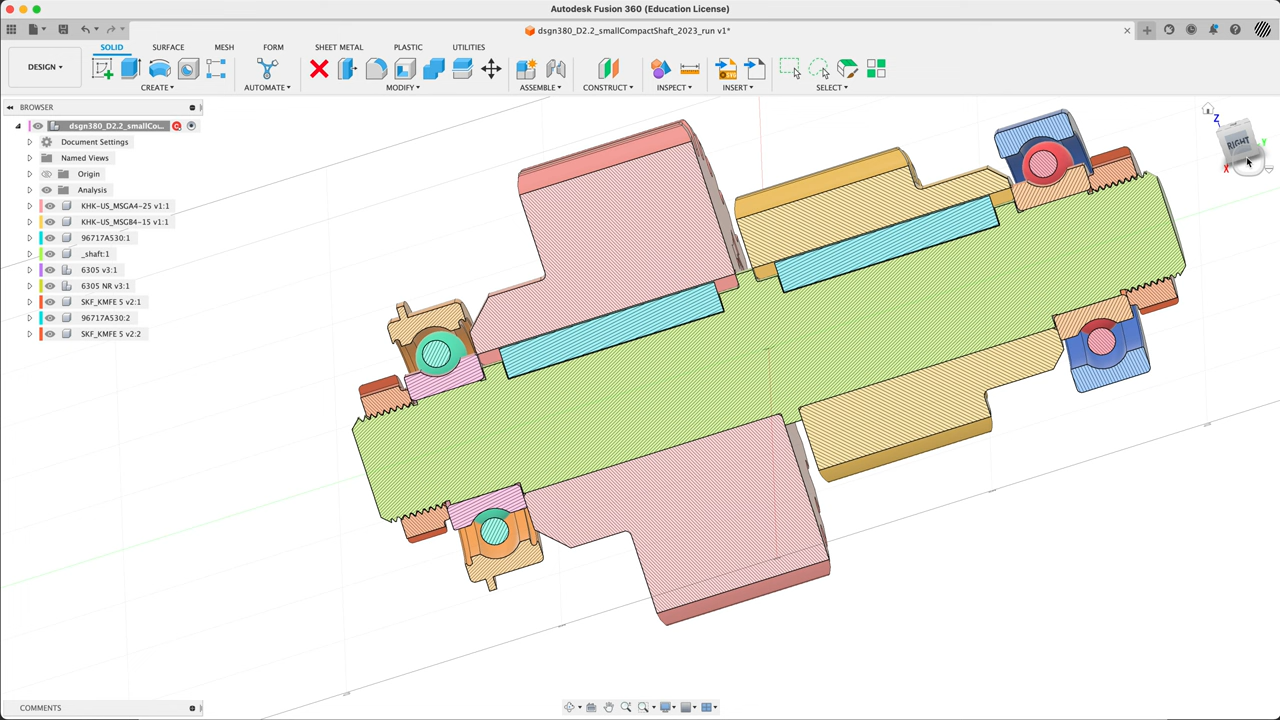 Autodesk Fusion 360 (Education License)
dsgn380_D2.2_smallCompactShaft_2023_run v1*
SOLID SURFACE MESH FORM SHEET METAL PLASTIC UTILITIES
DESIGN
CREATE AUTOMATE MODIFY ASSEMBLE CONSTRUCT INSPECT INSERT SELECT
SVG
BROWSER
dsgn380_D2.2_smallCo...
Document Settings
Named Views
Origin
Analysis
KHK-US_MSGA4-25 v1:1
KHK-US_MSGB4-15 v1:1
96717A530:1
_shaft:1
6305 v3:1
6305 NR v3:1
SKF_KMFE 5 v2:1
96717A530:2
SKF_KMFE 5 v2:2
Z
RIGHT
Y
X
COMMENTS